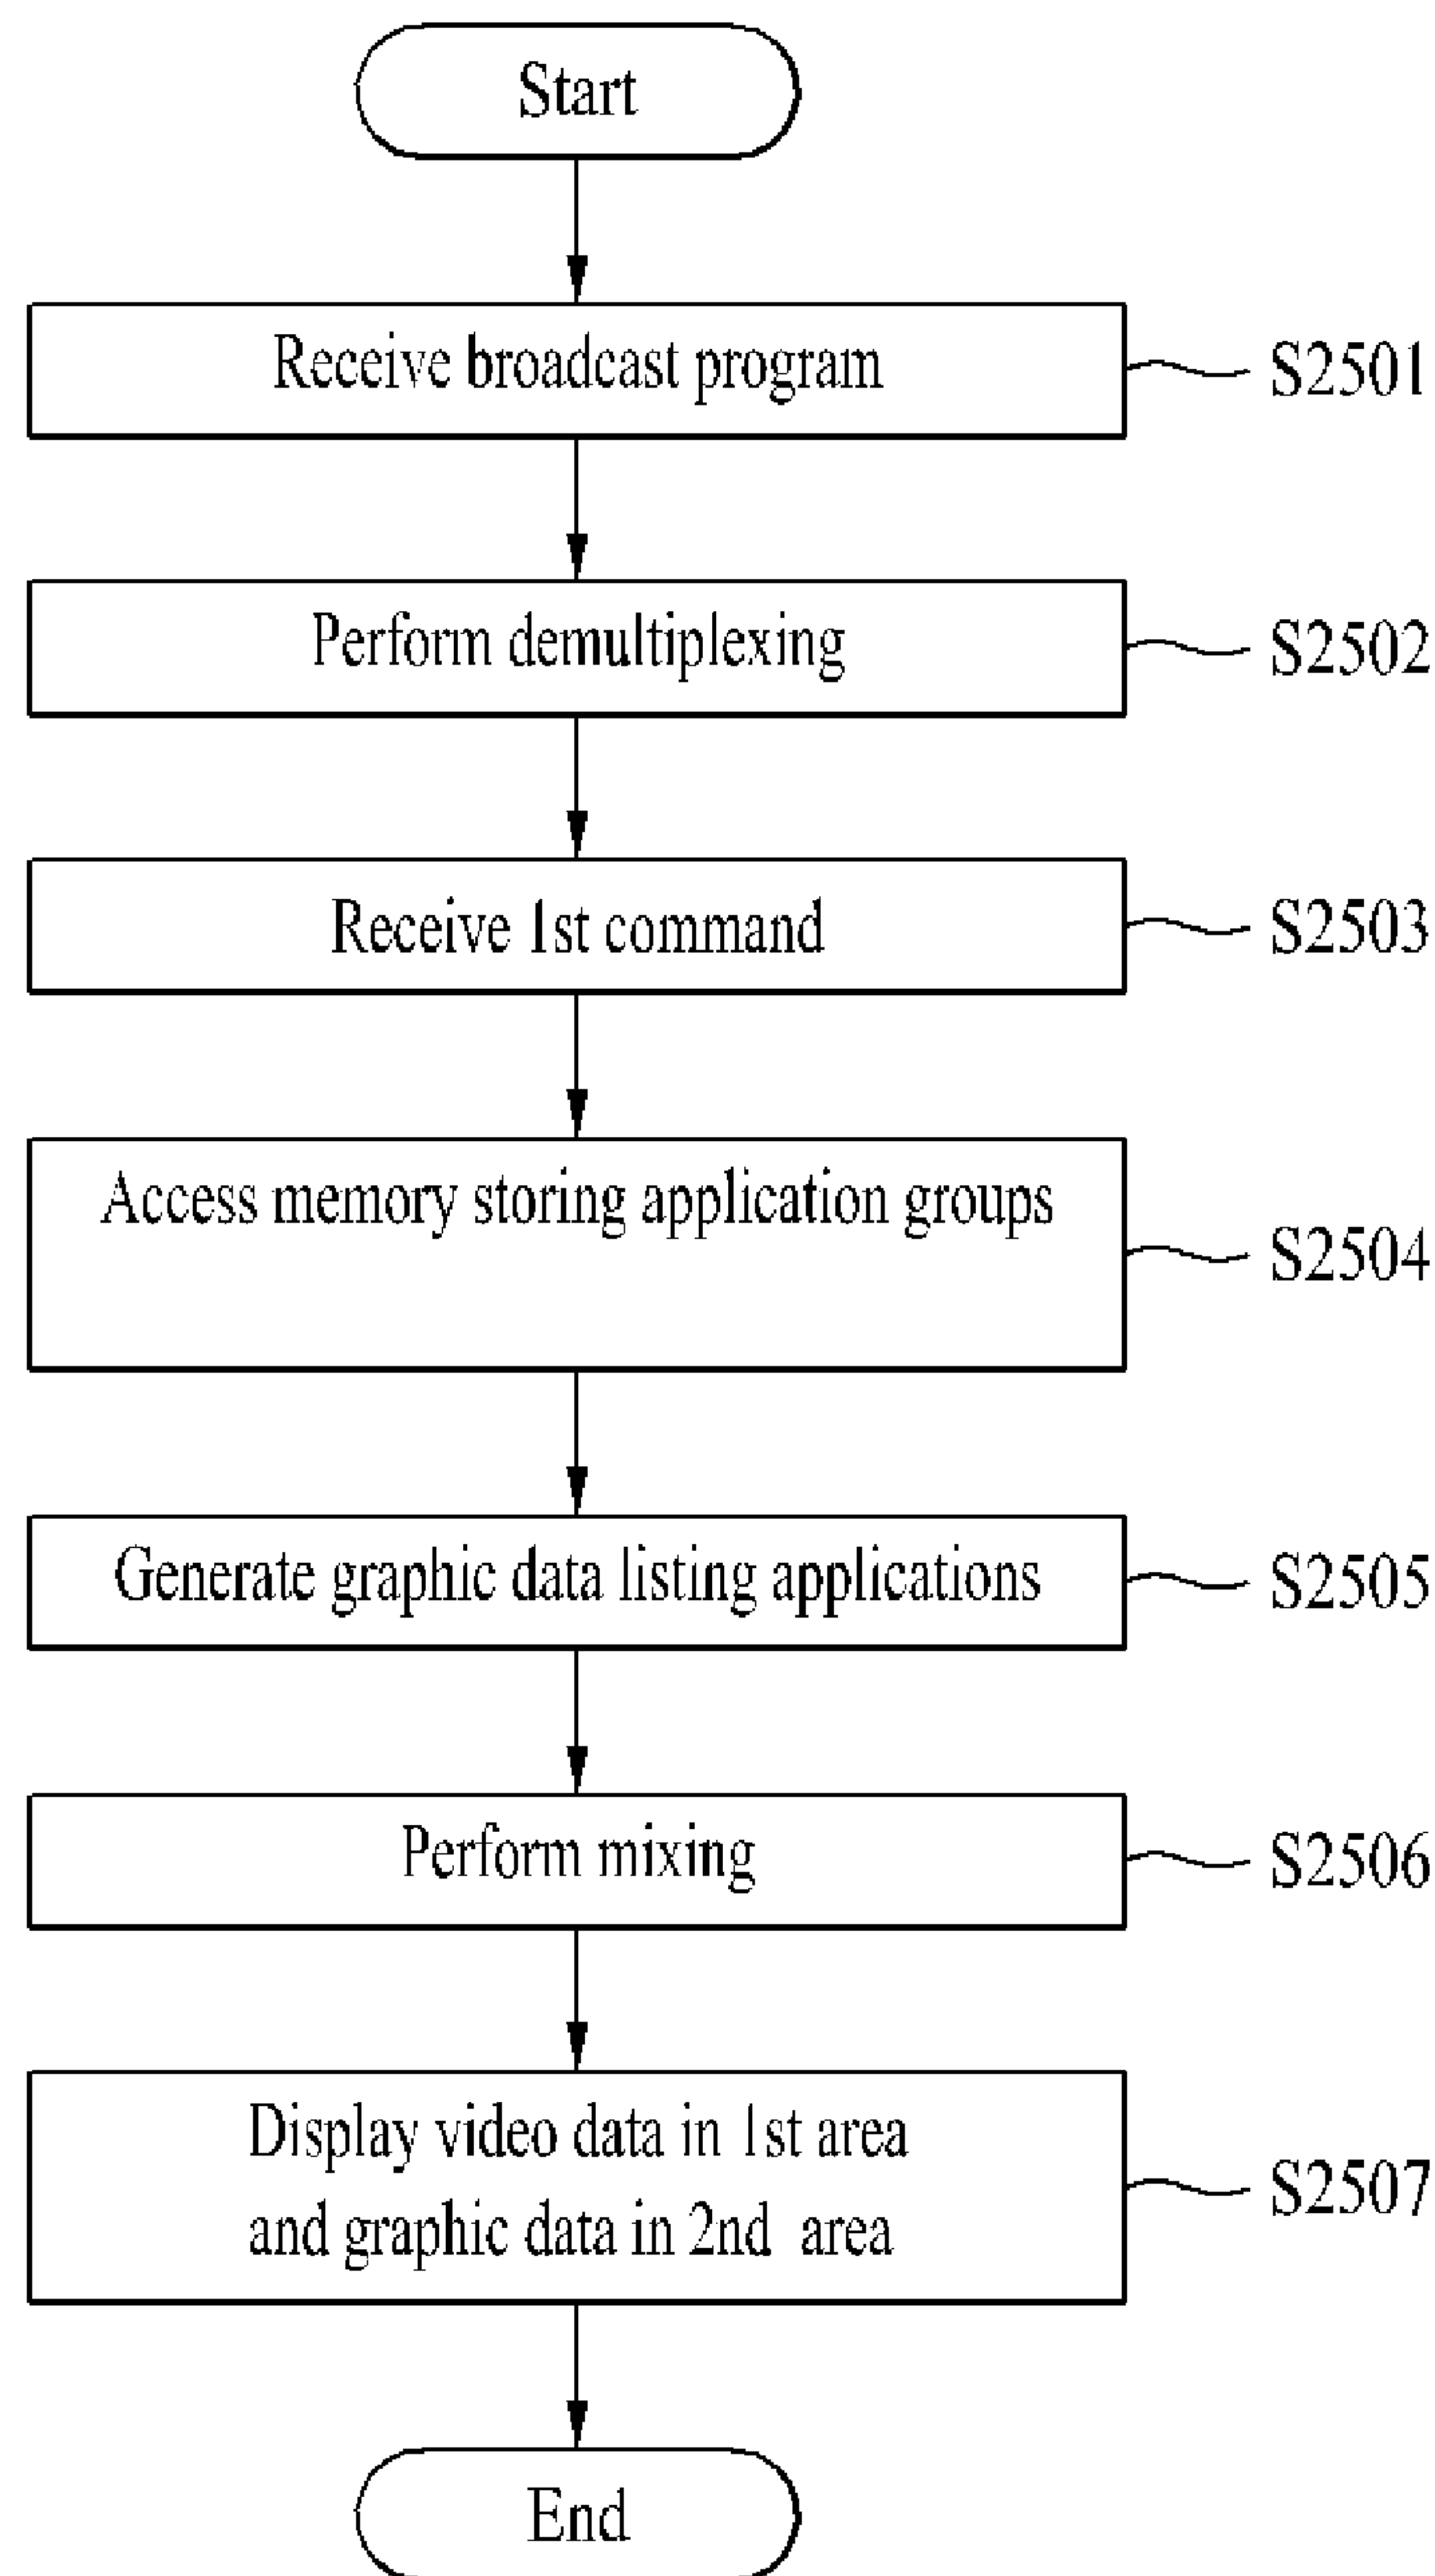 Start
Receive broadcast program
S2501
Perform demultiplexing
S2502
Receive 1st command
S2503
Access memory storing application groups
S2504
Generate graphic data listing applications
S2505
Perform mixing
S2506
Display video data in 1st area
and graphic data in 2nd area
S2507
End